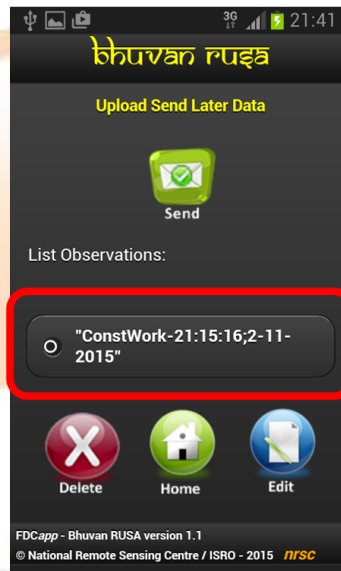 3G 21:41
bhuvan rusa
Upload Send Later Data
Send
List Observations:
"ConstWork-21:15:16;2-11-
2015"
Delete Home Edit
FDCapp - Bhuvan RUSA version 1.1
© National Remote Sensing Centre / ISRO - 2015 nrsc